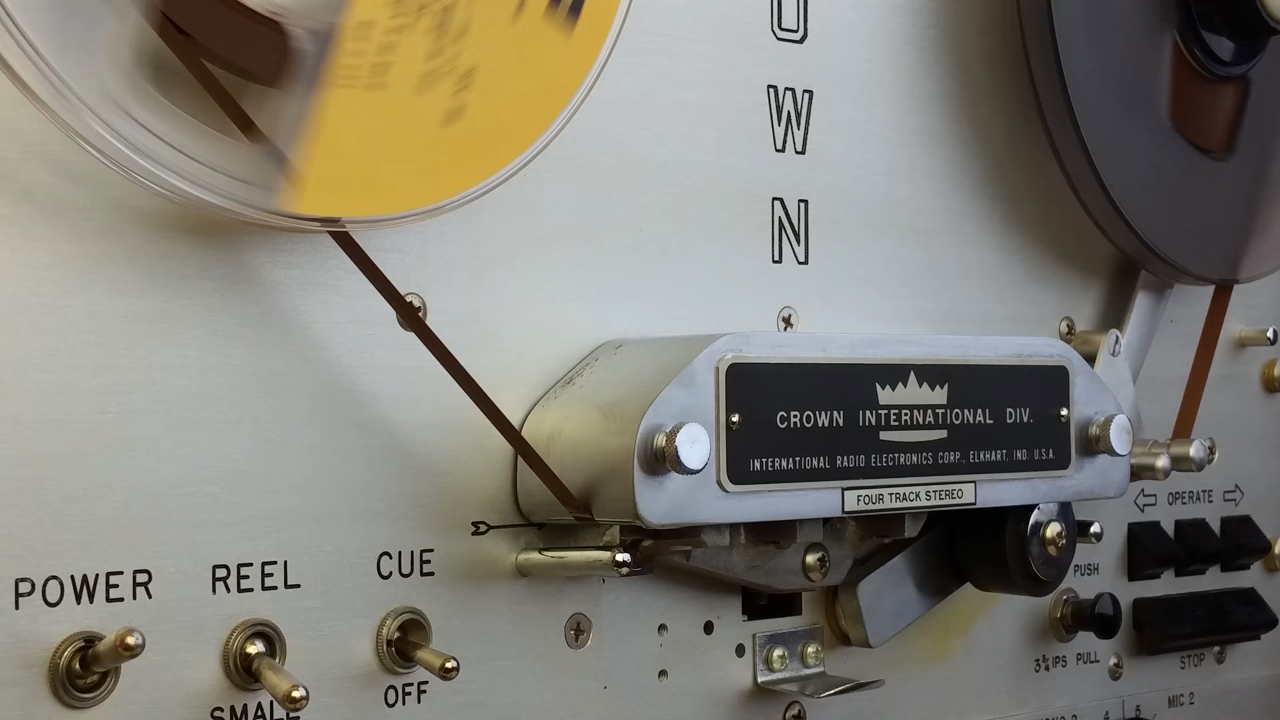 OWN
CROWN INTERNATIONAL DIV.
INTERNATIONAL RADIO ELECTRONICS CORP., ELKHART, IND. U.S.A.
FOUR TRACK STEREO
OPERATE
PUSH
3¾ IPS PULL
STOP
POWER
REEL
SMALL
CUE
OFF
MIC 2